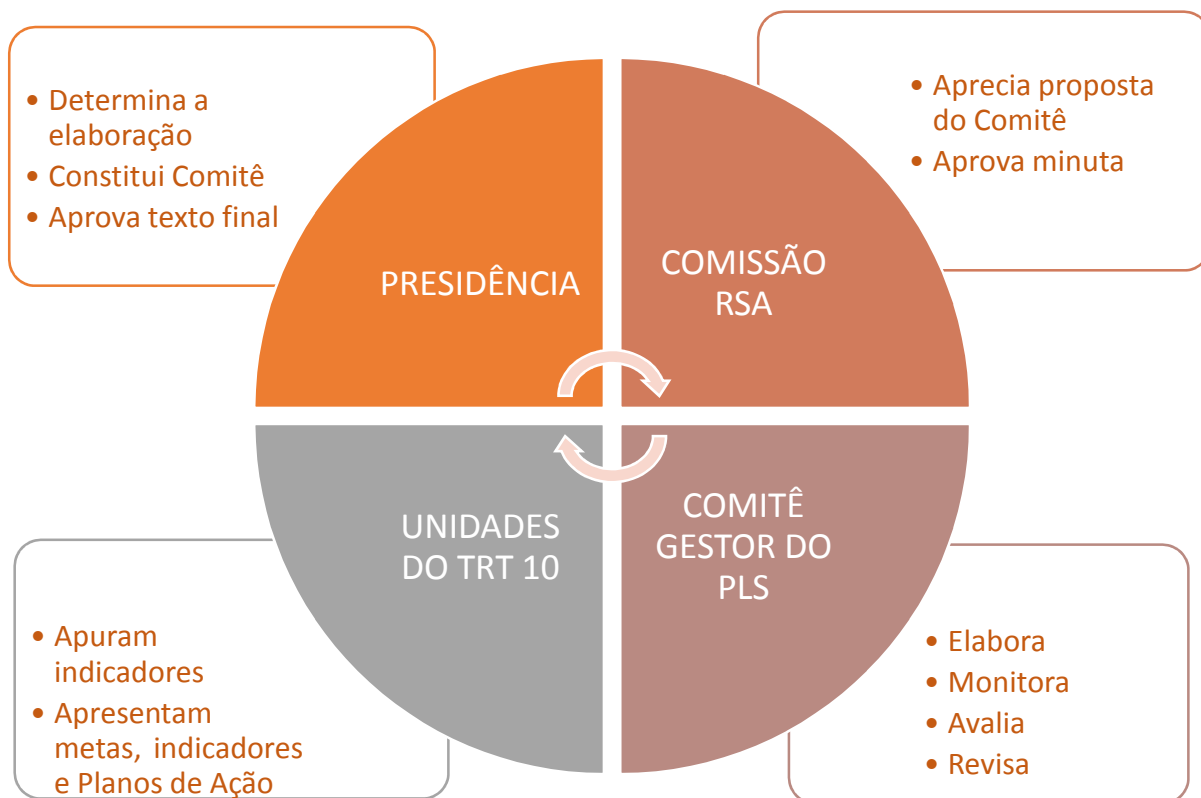 • Determina a
elaboração
• Constitui Comitê
• Aprova texto final
• Aprecia proposta
do Comitê
• Aprova minuta
PRESIDÊNCIA
COMISSÃO
RSA
UNIDADES
DO TRT 10
COMITÊ
GESTOR DO
PLS
• Apuram
indicadores
• Apresentam
metas, indicadores
e Planos de Ação
• Elabora
• Monitora
• Avalia
• Revisa